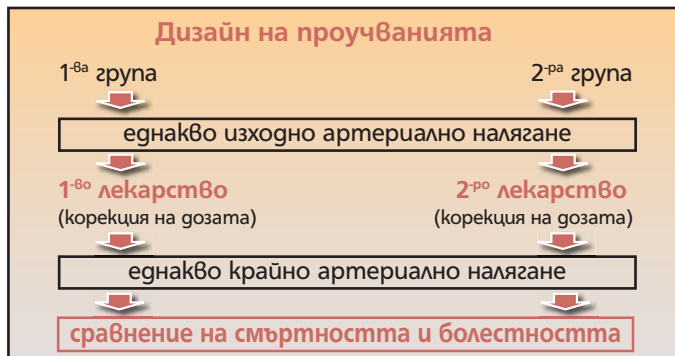 Дизайн на проучванията
1-ва група 2-ра група
еднакво изходно артериално налягане
1-во лекарство 2-ро лекарство
(корекция на дозата) (корекция на дозата)
еднакво крайно артериално налягане
сравнение на смъртността и болестността